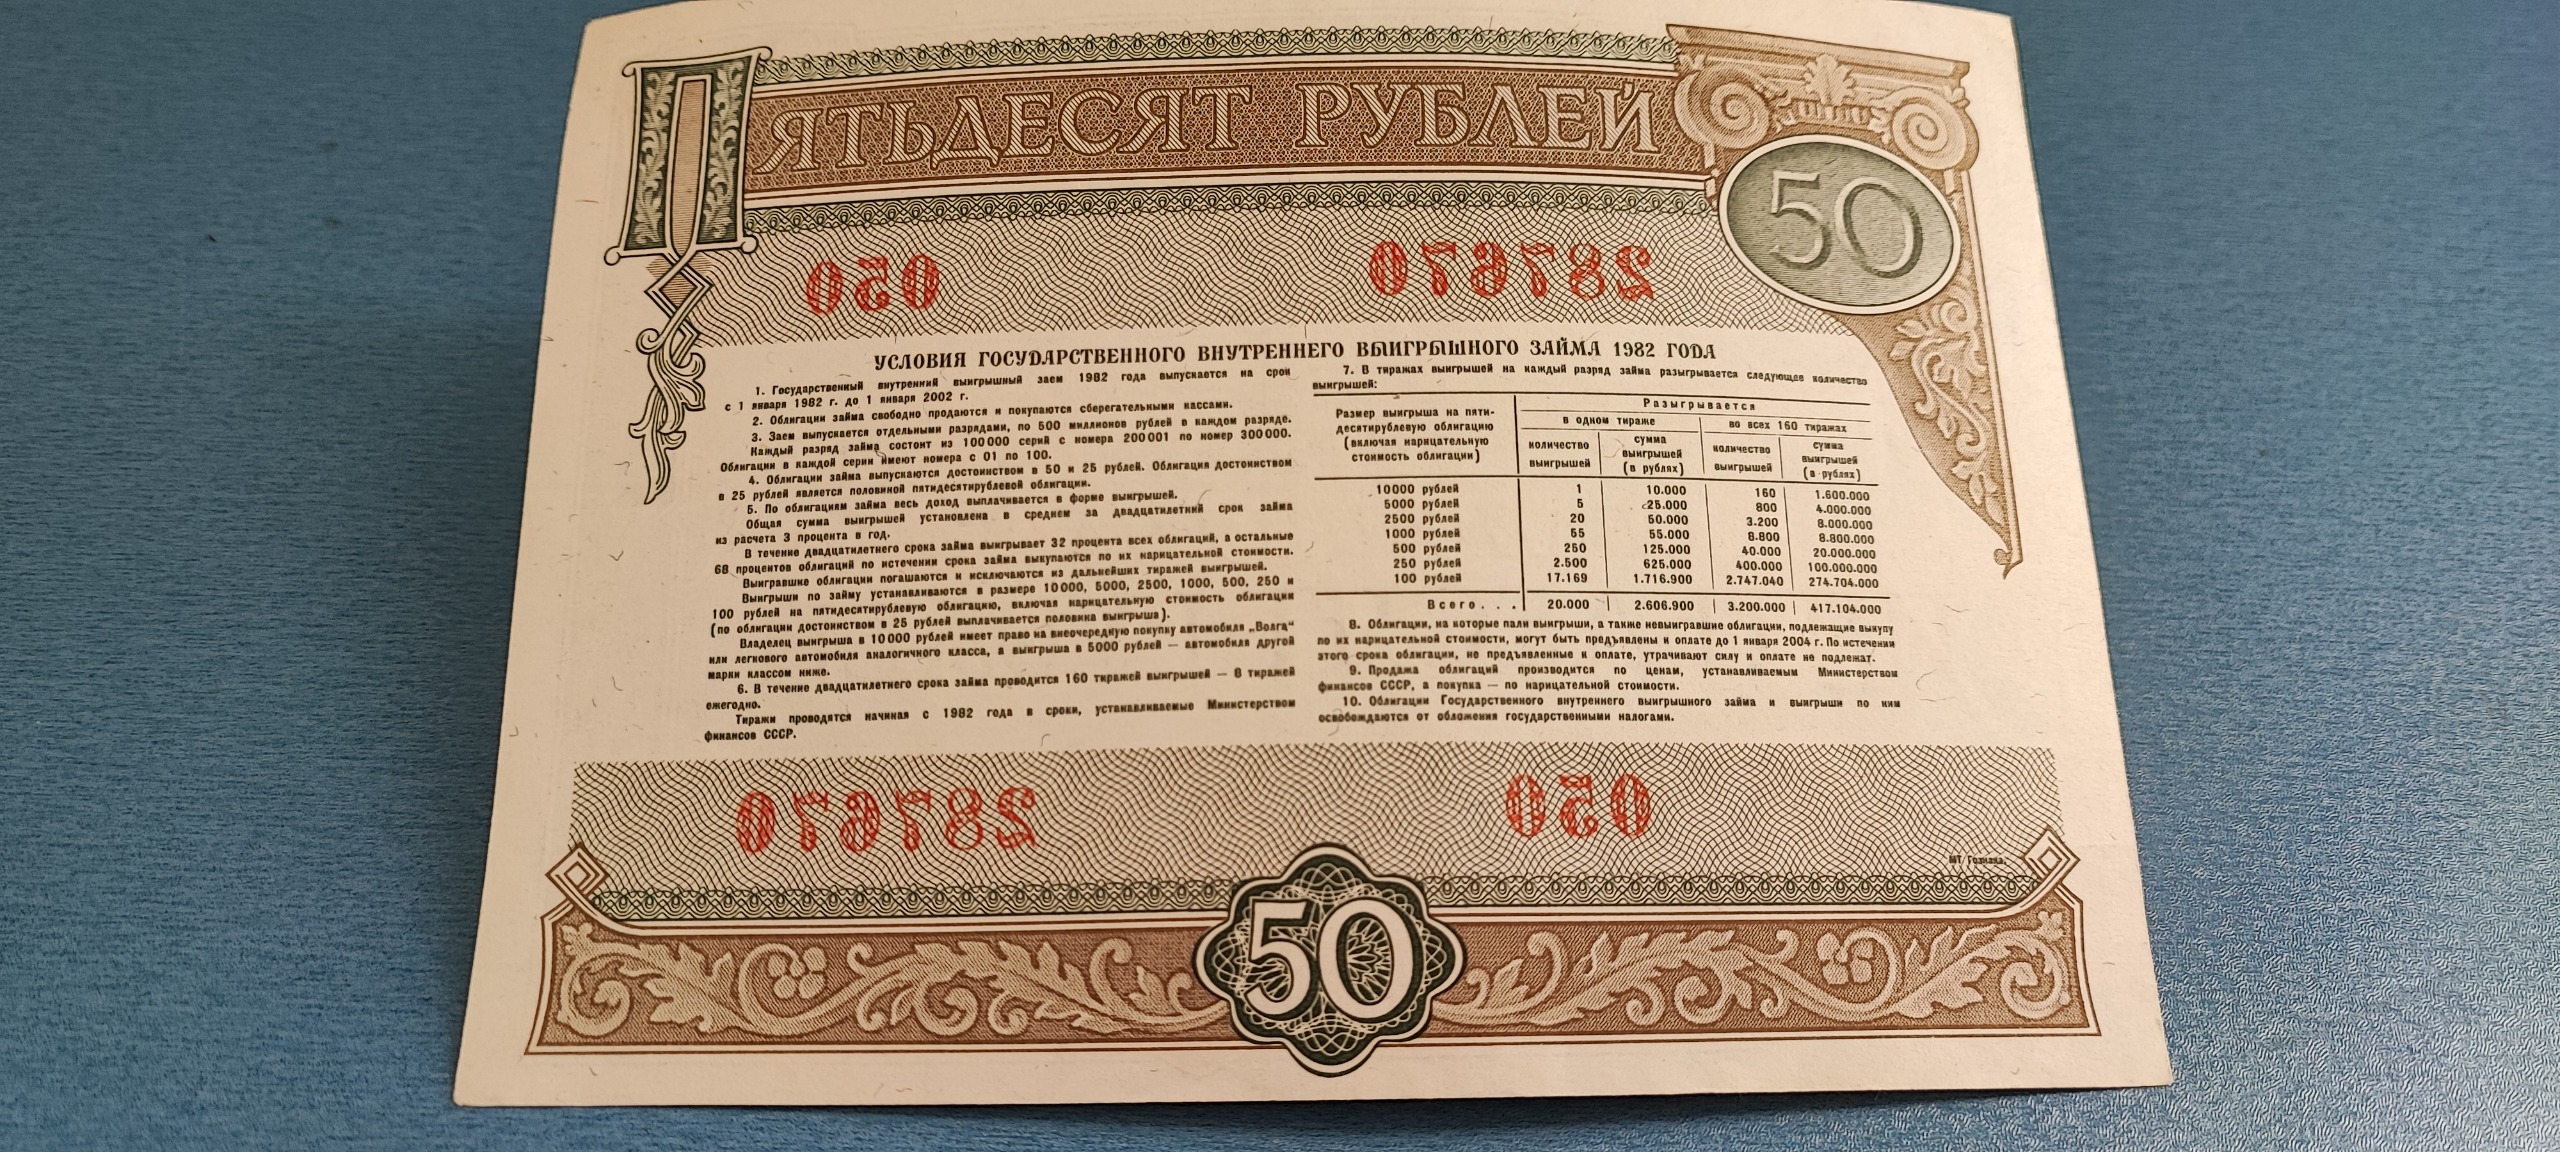 ПЯТЬДЕСЯТ РУБЛЕЙ
50
050
УСЛОВИЯ ГОСУДАРСТВЕННОГО ВНУТРЕННЕГО ВЫИГРЫШНОГО ЗАЙМА 1982 ГОДА
1. Государственный внутренний выигрышный заем 1982 года выпускается на срок
с 1 января 1982 г. до 1 января 2002 г.
2. Облигации займа свободно продаются и покупаются сберегательными кассами.
3. Заем выпускается отдельными разрядами, по 500 миллионов рублей в каждом разряде.
Каждый разряд займа состоит из 100000 серий с номера 200001 по номер 300000.
Облигации в каждой серии имеют номера с 01 по 100.
4. Облигации займа выпускаются достоинством в 50 и 25 рублей. Облигация достоинством
в 25 рублей является половиной пятидесятирублевой облигации.
5. По облигациям займа весь доход выплачивается в форме выигрышей.
Общая сумма выигрышей установлена в среднем за двадцатилетний срок займа
из расчета 3 процента в год.
В течение двадцатилетнего срока займа выигрывает 32 процента всех облигаций, а остальные
68 процентов облигаций по истечении срока займа выкупаются по их нарицательной стоимости.
Выигравшие облигации погашаются и исключаются из дальнейших тиражей выигрышей.
Выигрыши по займу устанавливаются в размере 10000, 5000, 2500, 1000, 500, 250 и
100 рублей на пятидесятирублевую облигацию, включая нарицательную стоимость облигации
(по облигации достоинством в 25 рублей выплачивается половина выигрыша).
Владелец выигрыша в 10000 рублей имеет право на внеочередную покупку автомобиля „Волга“
или легкового автомобиля аналогичного класса, а выигрыша в 5000 рублей — автомобиля другой
марки классом ниже.
6. В течение двадцатилетнего срока займа проводится 160 тиражей выигрышей — 8 тиражей
ежегодно.
Тиражи проводятся начиная с 1982 года в сроки, устанавливаемые Министерством
финансов СССР.
7. В тиражах выигрышей на каждый разряд займа разыгрывается следующее количество
выигрышей:
Размер выигрыша на пяти-
десятирублевую облигацию
(включая нарицательную
стоимость облигации)
Разыгрывается
в одном тираже
во всех 160 тиражах
количество
выигрышей
сумма
выигрышей
(в рублях)
количество
выигрышей
сумма
выигрышей
(в рублях)
10000 рублей 1 10.000 160 1.600.000
5000 рублей 5 25.000 800 4.000.000
2500 рублей 20 50.000 3.200 8.000.000
1000 рублей 55 55.000 8.800 8.800.000
500 рублей 250 125.000 40.000 20.000.000
250 рублей 2.500 625.000 400.000 100.000.000
100 рублей 17.169 1.716.900 2.747.040 274.704.000
Всего... 20.000 2.606.900 3.200.000 417.104.000
8. Облигации, на которые пали выигрыши, а также невыигравшие облигации, подлежащие выкупу
по их нарицательной стоимости, могут быть предъявлены к оплате до 1 января 2004 г. По истечении
этого срока облигации, не предъявленные к оплате, утрачивают силу и оплате не подлежат.
9. Продажа облигаций производится по ценам, устанавливаемым Министерством
финансов СССР, а покупка — по нарицательной стоимости.
10. Облигации Государственного внутреннего выигрышного займа и выигрыши по ним
освобождаются от обложения государственными налогами.
050
МТ Гознака.
50